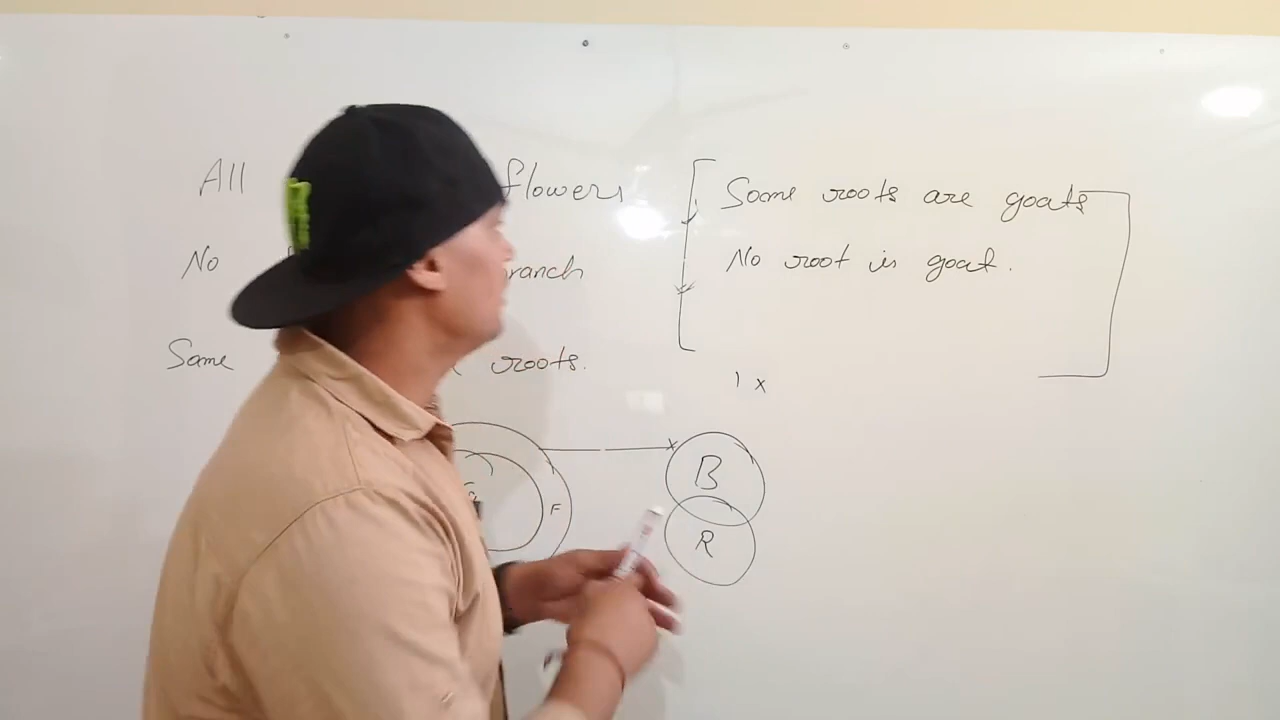 All flowers
No ranch
Some roots.
Some roots are goats
No root is goat.
1 x
B
F
R